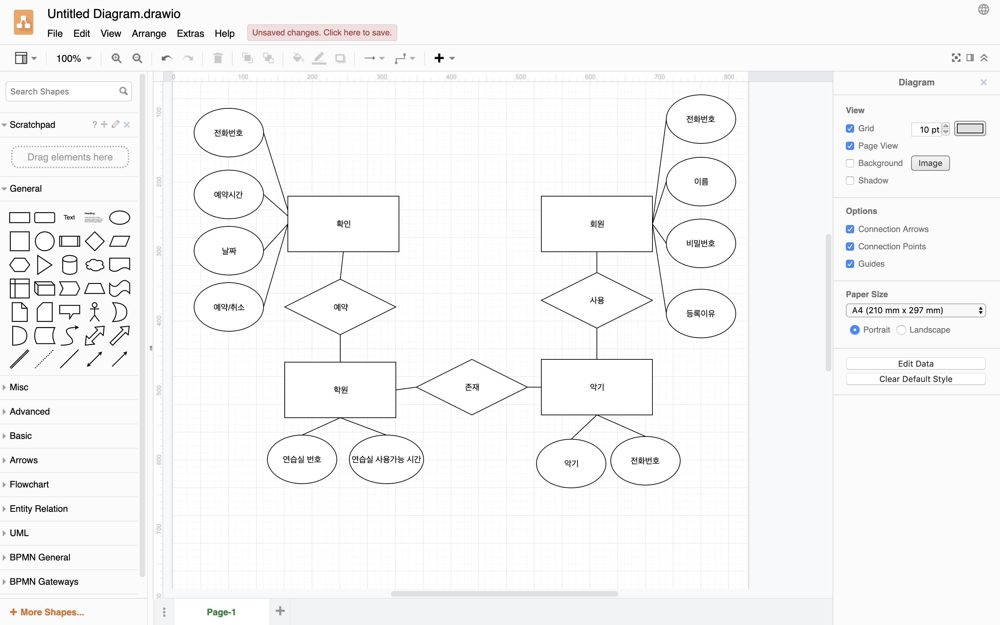 Untitled Diagram.drawio
File Edit View Arrange Extras Help Unsaved changes. Click here to save.
100%
Search Shapes
Scratchpad ?
Drag elements here
General
Text
Heading
Misc
Advanced
Basic
Arrows
Flowchart
Entity Relation
UML
BPMN General
BPMN Gateways
More Shapes...
0 100 200 300 400 500 600 700 800
100
200
300
400
500
600
700
전화번호
예약시간
날짜
예약/취소
확인
예약
학원
연습실 번호
연습실 사용가능 시간
존재
전화번호
이름
비밀번호
등록이유
회원
사용
악기
악기
전화번호
Page-1
Diagram
View
Grid 10 pt
Page View
Background Image
Shadow
Options
Connection Arrows
Connection Points
Guides
Paper Size
A4 (210 mm x 297 mm)
Portrait Landscape
Edit Data
Clear Default Style